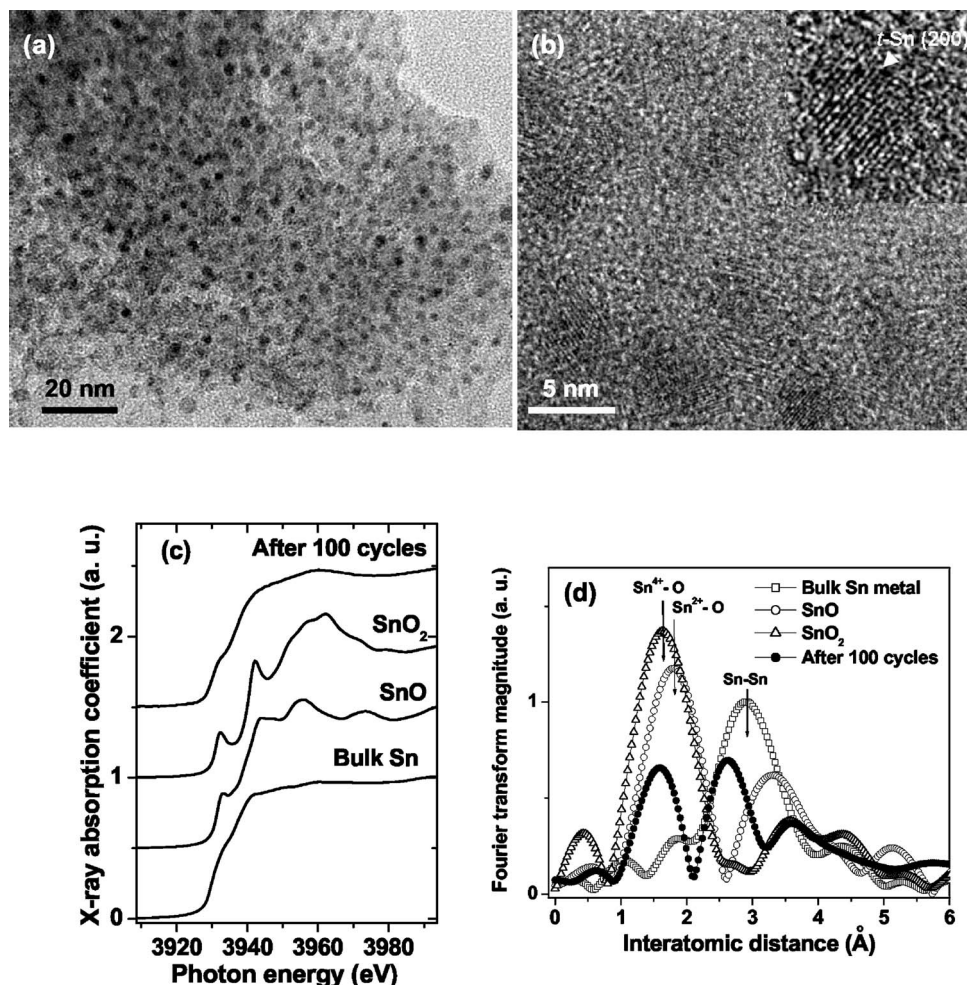 (a)
20 nm
(b)
t-Sn {200}
5 nm
(c)
After 100 cycles
SnO₂
SnO
Bulk Sn
X-ray absorption coefficient (a. u.)
2
1
0
3920 3940 3960 3980
Photon energy (eV)
(d)
Sn⁴⁺- O
Sn²⁺- O
Sn-Sn
Bulk Sn metal
SnO
SnO₂
After 100 cycles
Fourier transform magnitude (a. u.)
1
0
0 1 2 3 4 5 6
Interatomic distance (Å)